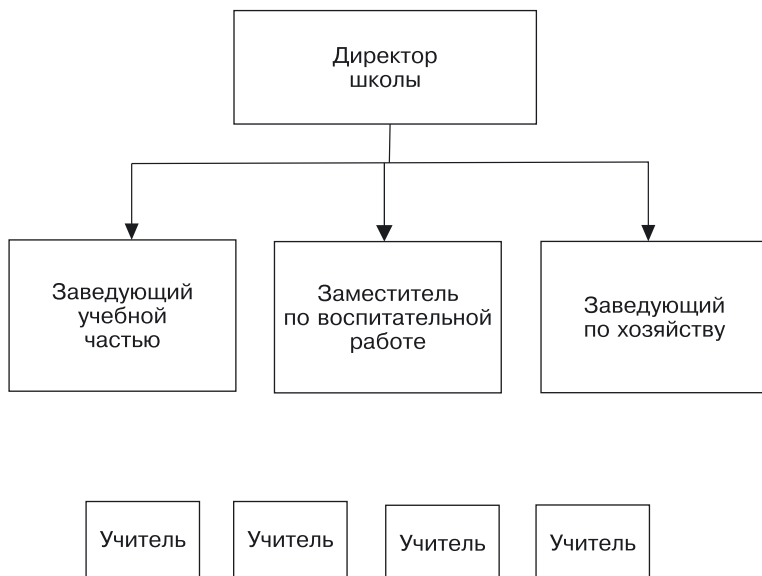 Директор
школы
Заведующий
учебной
частью
Заместитель
по воспитательной
работе
Заведующий
по хозяйству
Учитель
Учитель
Учитель
Учитель